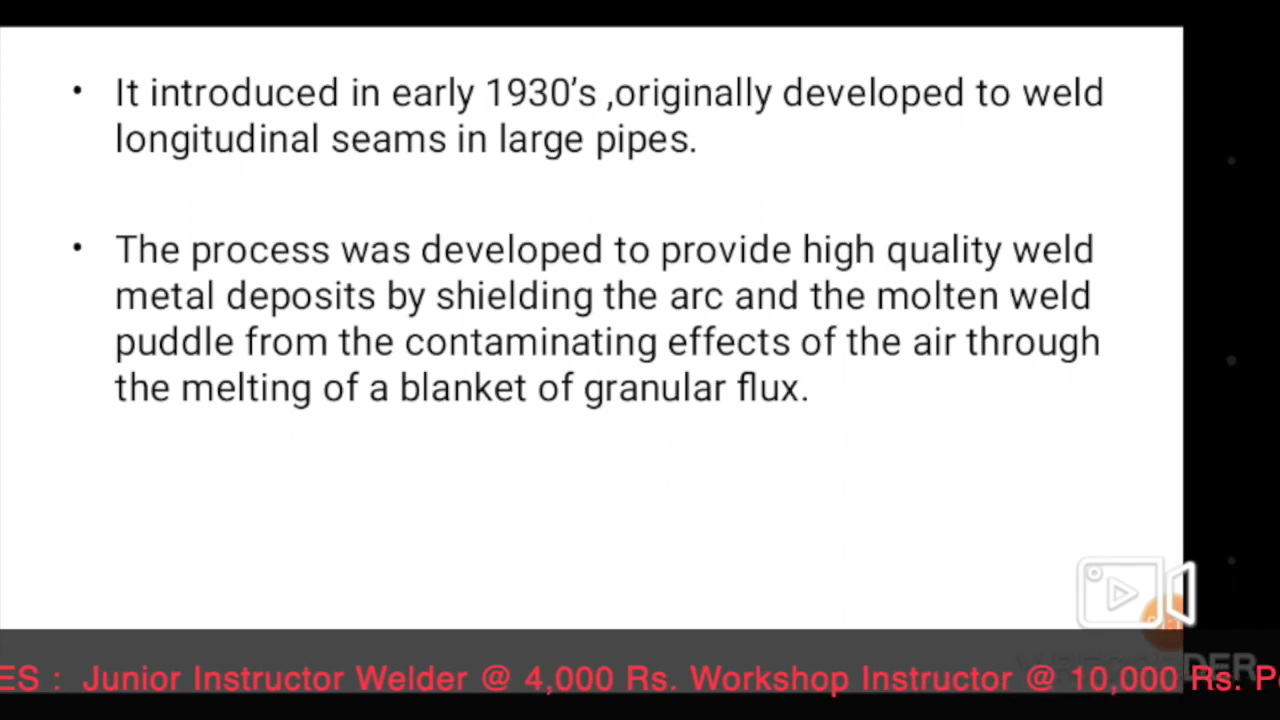 • It introduced in early 1930’s ,originally developed to weld
longitudinal seams in large pipes.
• The process was developed to provide high quality weld
metal deposits by shielding the arc and the molten weld
puddle from the contaminating effects of the air through
the melting of a blanket of granular flux.
ES : Junior Instructor Welder @ 4,000 Rs. Workshop Instructor @ 10,000 Rs. P